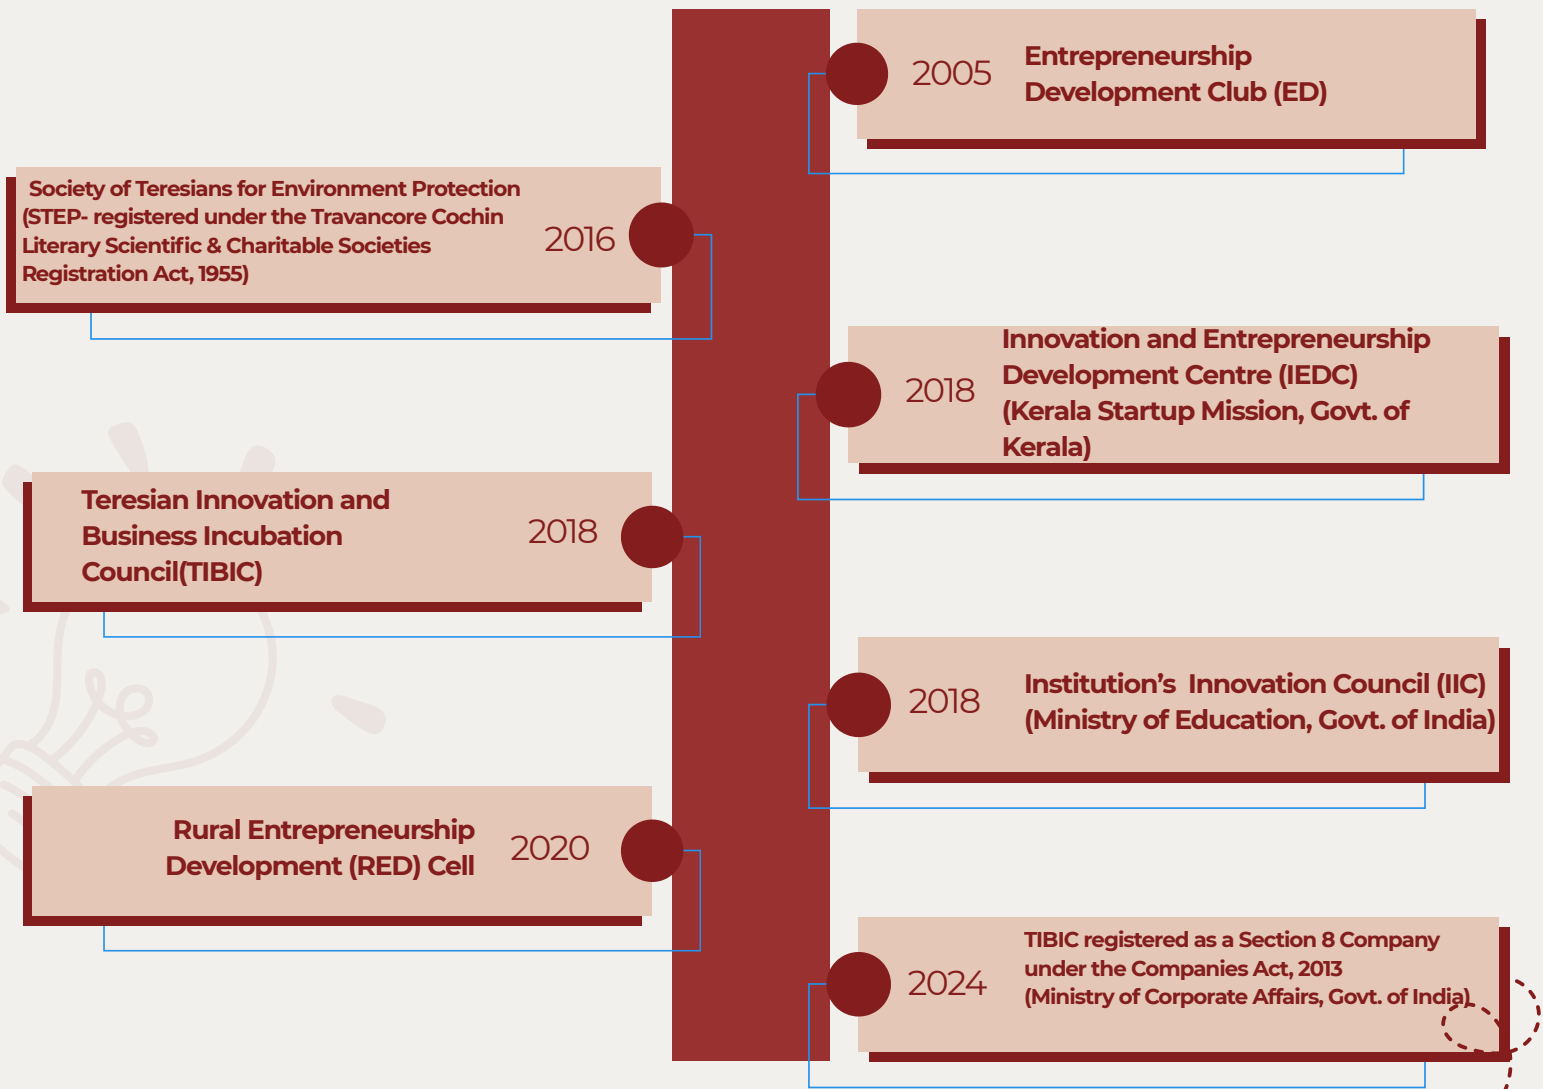 2005
Entrepreneurship
Development Club (ED)
Society of Teresians for Environment Protection
(STEP- registered under the Travancore Cochin
Literary Scientific & Charitable Societies
Registration Act, 1955)
2016
2018
Innovation and Entrepreneurship
Development Centre (IEDC)
(Kerala Startup Mission, Govt. of
Kerala)
Teresian Innovation and
Business Incubation
Council(TIBIC)
2018
2018
Institution’s  Innovation Council (IIC)
(Ministry of Education, Govt. of India)
Rural Entrepreneurship
Development (RED) Cell
2020
2024
TIBIC registered as a Section 8 Company
under the Companies Act, 2013
(Ministry of Corporate Affairs, Govt. of India)